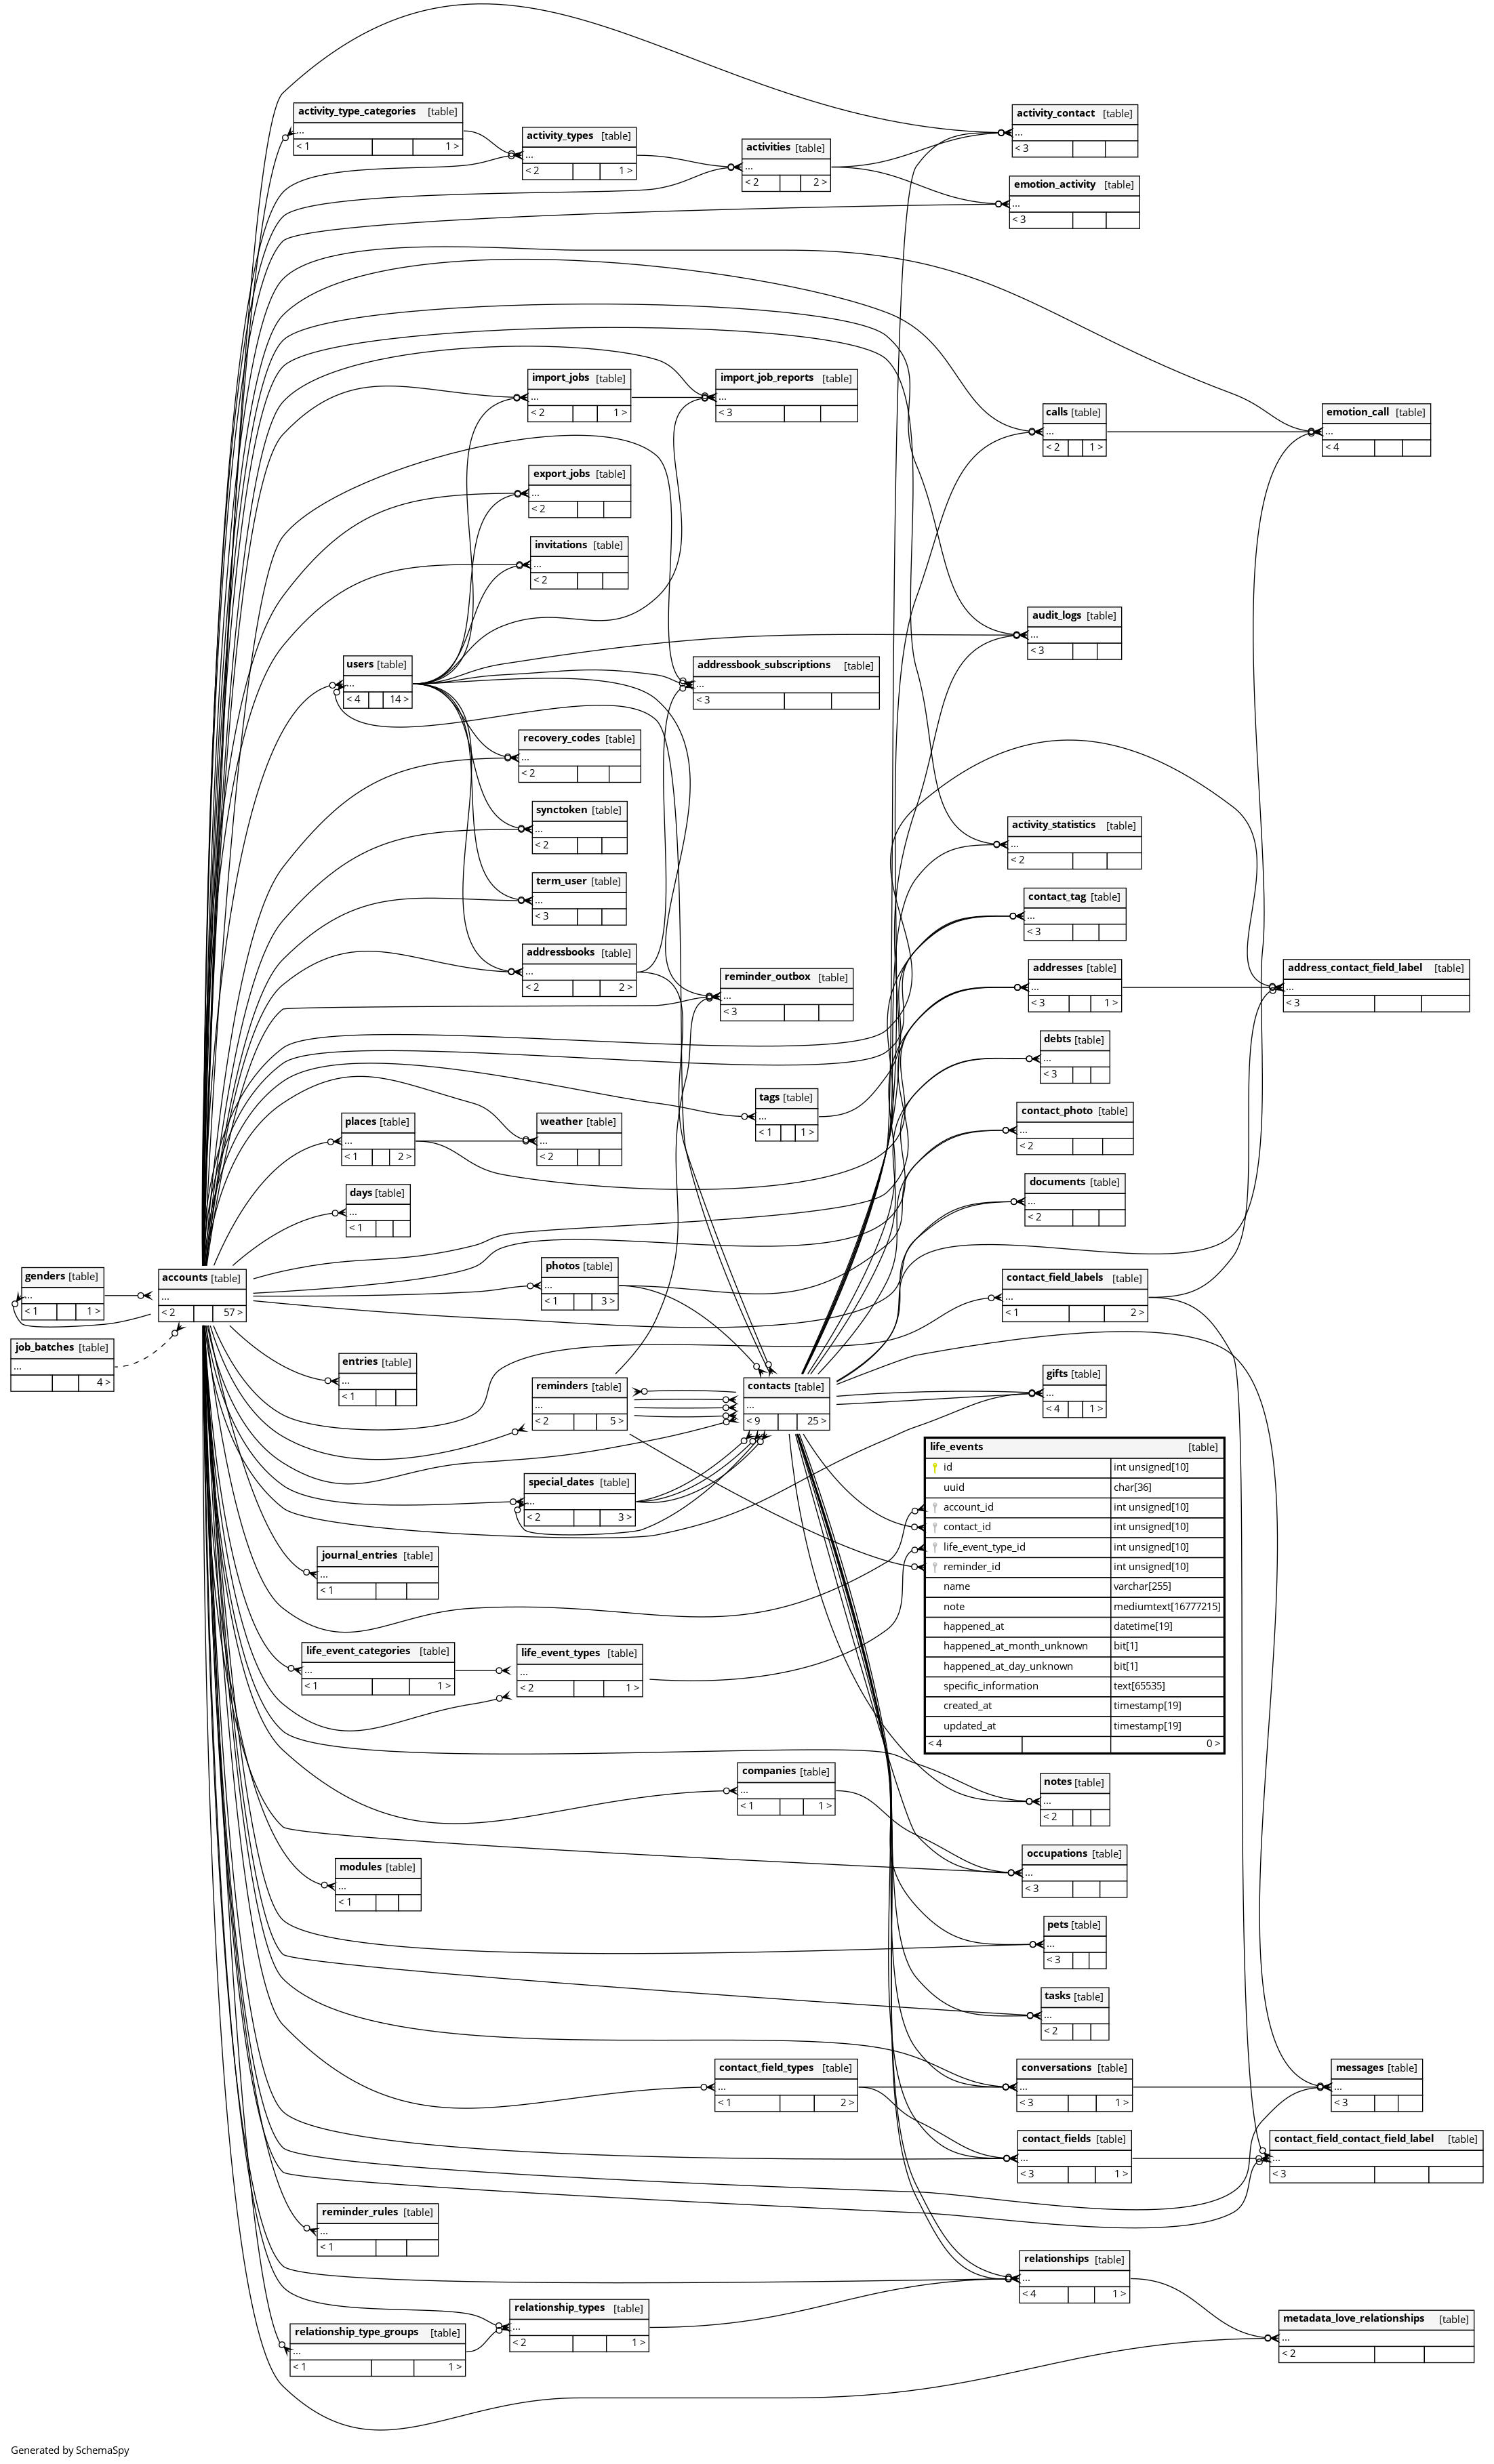 activity_type_categories [table]
...
< 1 1 >
activity_types [table]
...
< 2 1 >
activities [table]
...
< 2 2 >
activity_contact [table]
...
< 3
emotion_activity [table]
...
< 3
import_jobs [table]
...
< 2 1 >
import_job_reports [table]
...
< 3
calls [table]
...
< 2 1 >
emotion_call [table]
...
< 4
export_jobs [table]
...
< 2
invitations [table]
...
< 2
audit_logs [table]
...
< 3
users [table]
...
< 4 14 >
addressbook_subscriptions [table]
...
< 3
recovery_codes [table]
...
< 2
synctoken [table]
...
< 2
activity_statistics [table]
...
< 2
term_user [table]
...
< 3
contact_tag [table]
...
< 3
addressbooks [table]
...
< 2 2 >
reminder_outbox [table]
...
< 3
addresses [table]
...
< 3 1 >
address_contact_field_label [table]
...
< 3
debts [table]
...
< 3
tags [table]
...
< 1 1 >
places [table]
...
< 1 2 >
weather [table]
...
< 2
contact_photo [table]
...
< 2
days [table]
...
< 1
documents [table]
...
< 2
genders [table]
...
< 1 1 >
accounts [table]
...
< 2 57 >
photos [table]
...
< 1 3 >
contact_field_labels [table]
...
< 1 2 >
job_batches [table]
...
4 >
entries [table]
...
< 1
reminders [table]
...
< 2 5 >
contacts [table]
...
< 9 25 >
gifts [table]
...
< 4 1 >
life_events [table]
id int unsigned[10]
uuid char[36]
account_id int unsigned[10]
contact_id int unsigned[10]
life_event_type_id int unsigned[10]
reminder_id int unsigned[10]
name varchar[255]
note mediumtext[16777215]
happened_at datetime[19]
happened_at_month_unknown bit[1]
happened_at_day_unknown bit[1]
specific_information text[65535]
created_at timestamp[19]
updated_at timestamp[19]
< 4 0 >
special_dates [table]
...
< 2 3 >
journal_entries [table]
...
< 1
life_event_categories [table]
...
< 1 1 >
life_event_types [table]
...
< 2 1 >
companies [table]
...
< 1 1 >
notes [table]
...
< 2
occupations [table]
...
< 3
modules [table]
...
< 1
pets [table]
...
< 3
tasks [table]
...
< 2
contact_field_types [table]
...
< 1 2 >
conversations [table]
...
< 3 1 >
messages [table]
...
< 3
contact_fields [table]
...
< 3 1 >
contact_field_contact_field_label [table]
...
< 3
reminder_rules [table]
...
< 1
relationships [table]
...
< 4 1 >
relationship_types [table]
...
< 2 1 >
relationship_type_groups [table]
...
< 1 1 >
metadata_love_relationships [table]
...
< 2
Generated by SchemaSpy